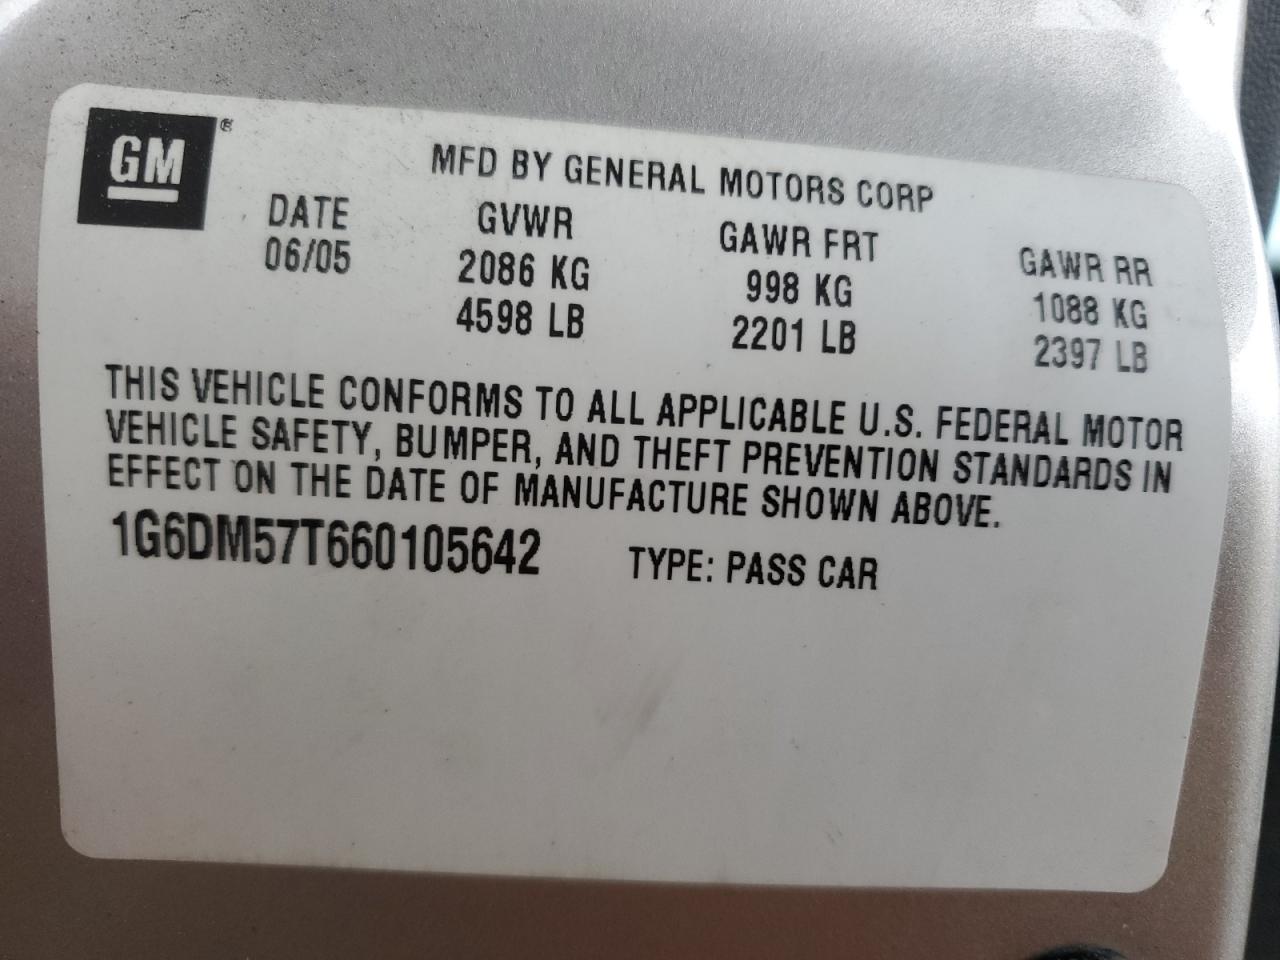 GM ®
MFD BY GENERAL MOTORS CORP
DATE GVWR GAWR FRT GAWR RR
06/05 2086 KG 998 KG 1088 KG
4598 LB 2201 LB 2397 LB
THIS VEHICLE CONFORMS TO ALL APPLICABLE U.S. FEDERAL MOTOR
VEHICLE SAFETY, BUMPER, AND THEFT PREVENTION STANDARDS IN
EFFECT ON THE DATE OF MANUFACTURE SHOWN ABOVE.
1G6DM57T660105642 TYPE: PASS CAR